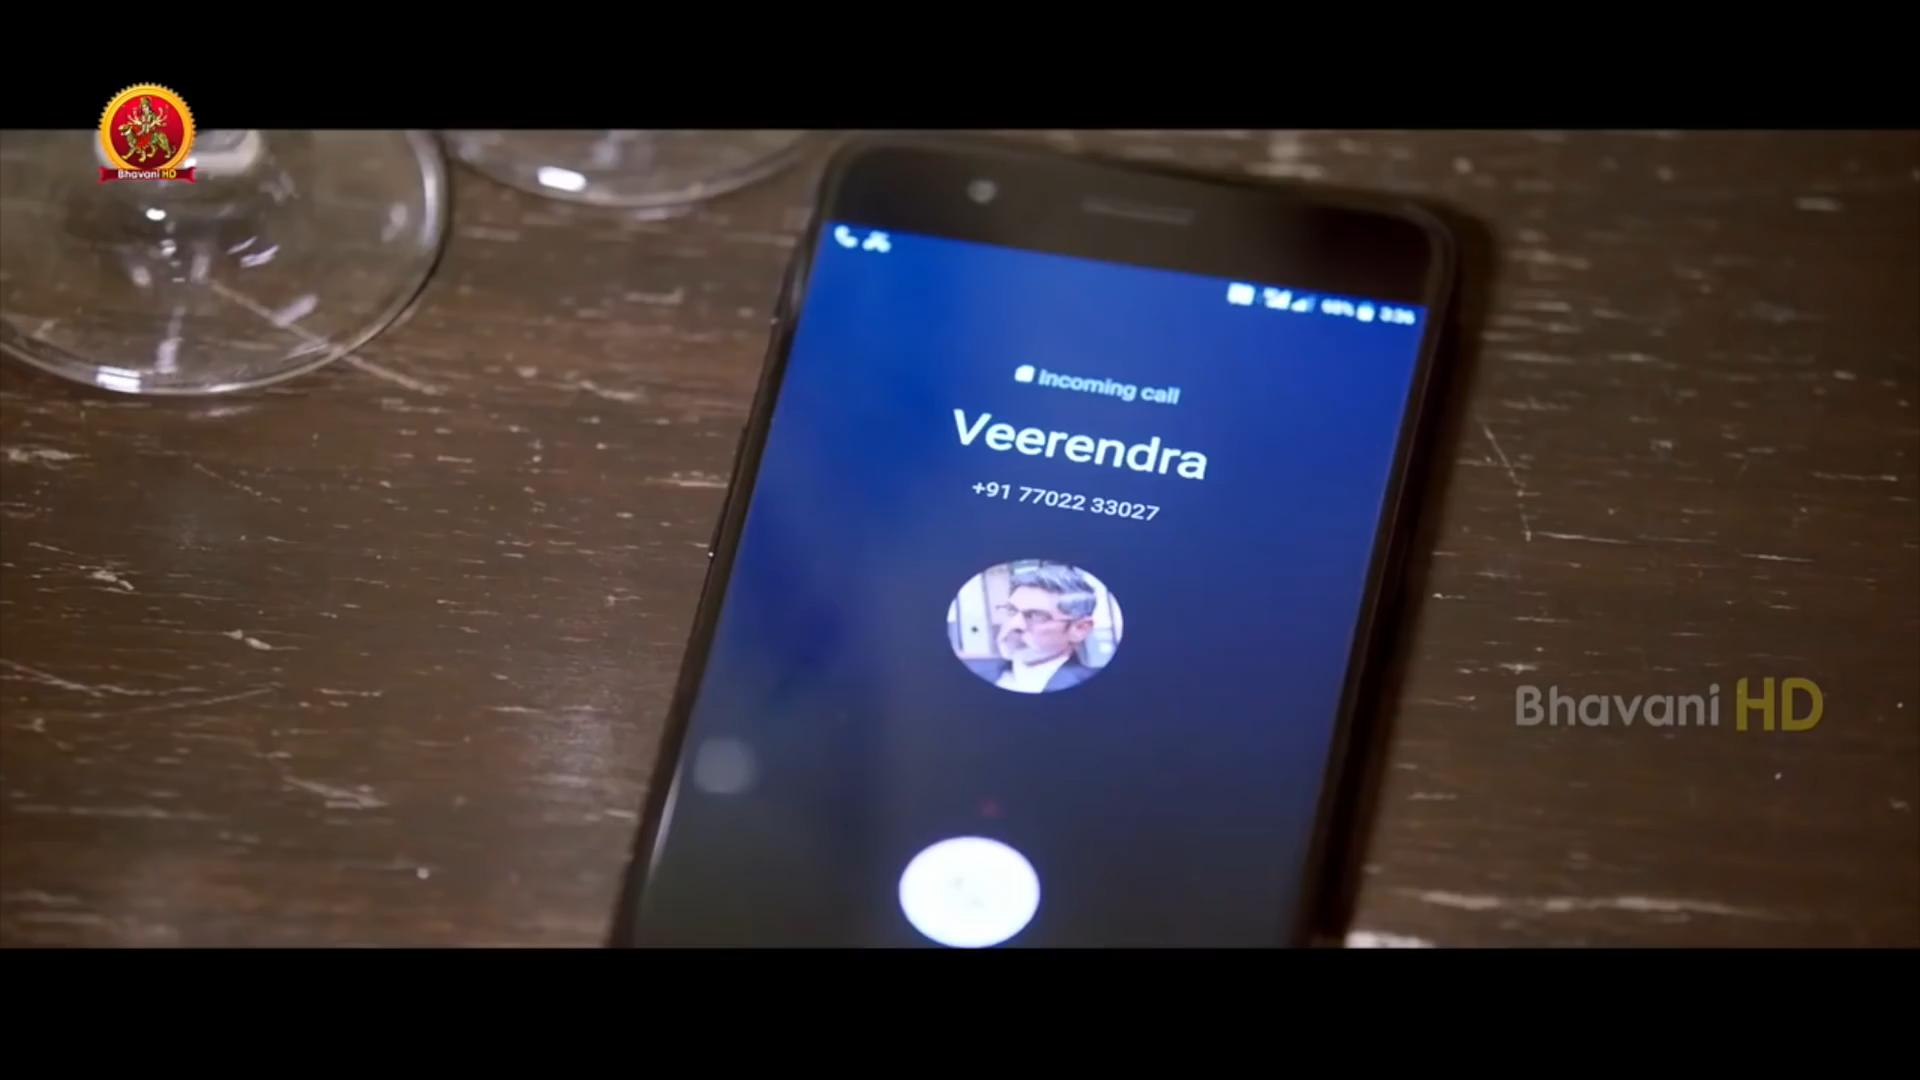 Bhavani HD
Incoming call
Veerendra
+91 77022 33027
Bhavani HD